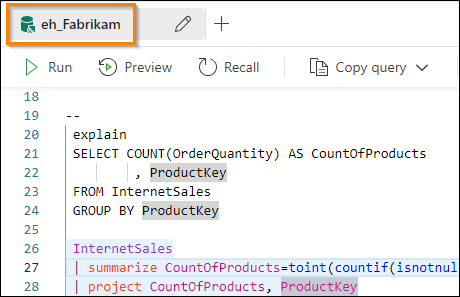 eh_Fabrikam
Run Preview Recall Copy query
18
19 --
20 explain
21 SELECT COUNT(OrderQuantity) AS CountOfProducts
22 , ProductKey
23 FROM InternetSales
24 GROUP BY ProductKey
25
26 InternetSales
27 | summarize CountOfProducts=toint(countif(isnotnul
28 | project CountOfProducts, ProductKey